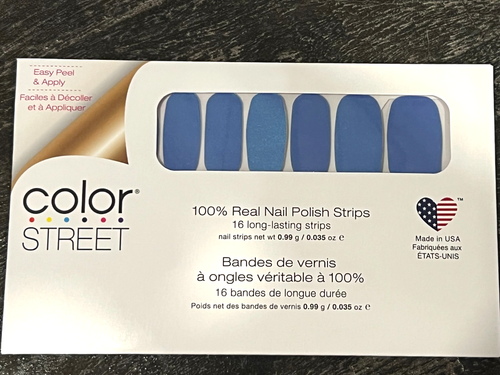 Easy Peel
& Apply
Faciles à Décoller
et à Appliquer
color®
STREET
100% Real Nail Polish Strips
16 long-lasting strips
nail strips net wt 0.99 g / 0.035 oz e
Bandes de vernis
à ongles véritable à 100%
16 bandes de longue durée
Poids net des bandes de vernis 0.99 g / 0.035 oz e
TM
Made in USA
Fabriquées aux
ÉTATS-UNIS